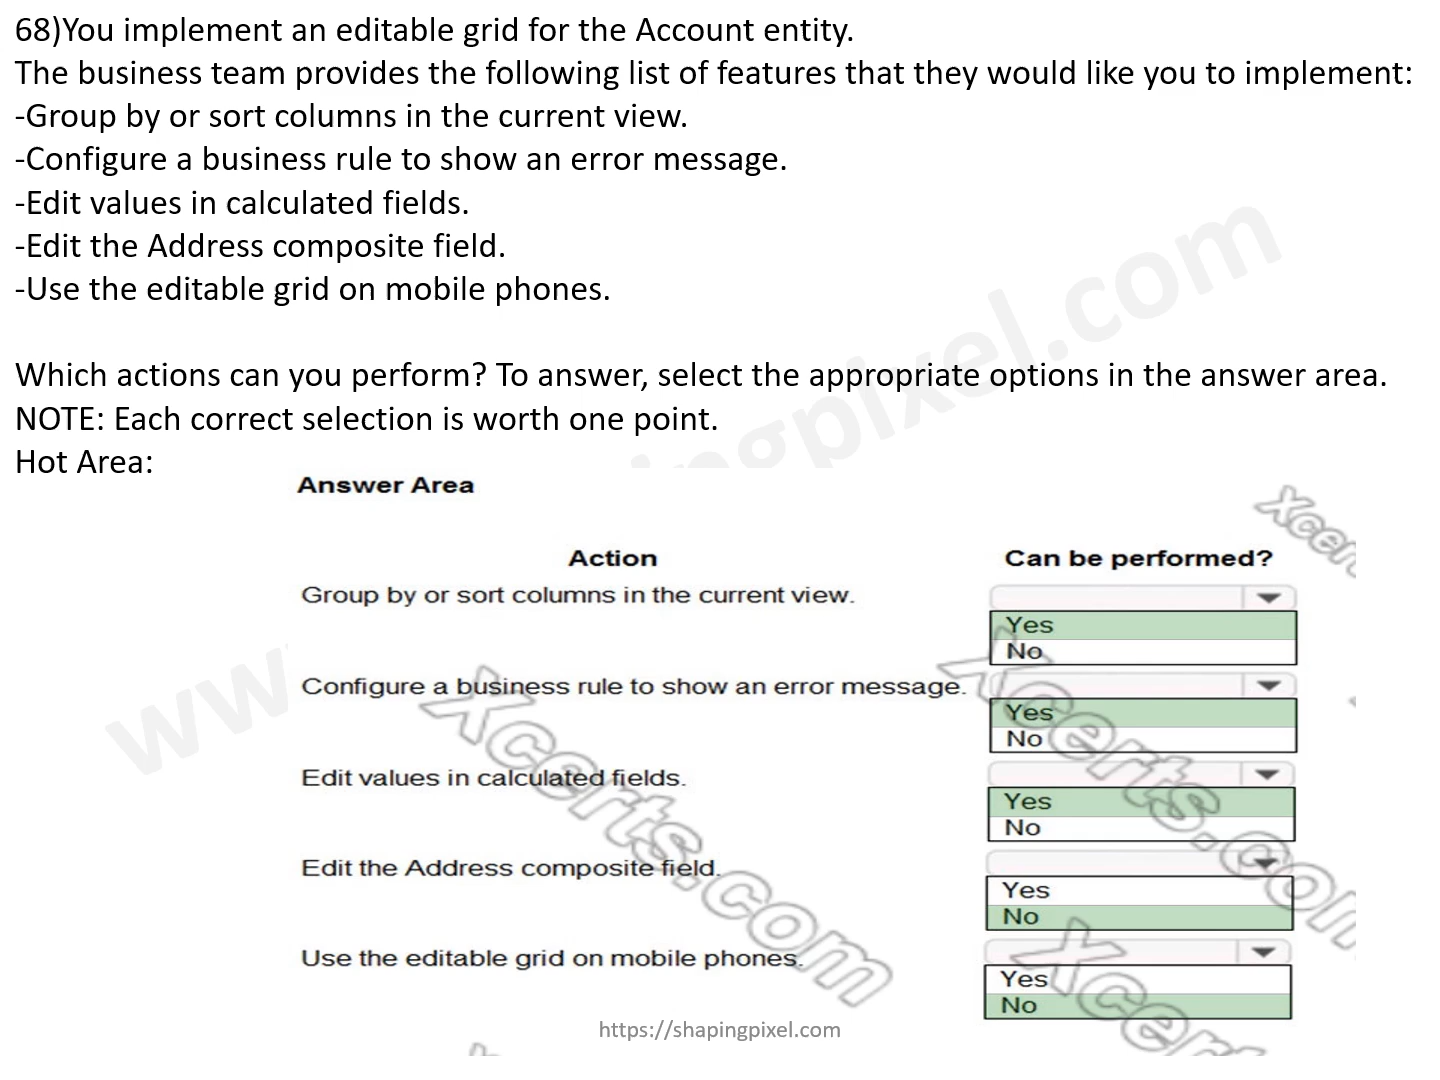 68)You implement an editable grid for the Account entity.
The business team provides the following list of features that they would like you to implement:
-Group by or sort columns in the current view.
-Configure a business rule to show an error message.
-Edit values in calculated fields.
-Edit the Address composite field.
-Use the editable grid on mobile phones.
Which actions can you perform? To answer, select the appropriate options in the answer area.
NOTE: Each correct selection is worth one point.
Hot Area:
Answer Area
Action Can be performed?
Group by or sort columns in the current view.
Yes
No
Configure a business rule to show an error message.
Yes
No
Edit values in calculated fields.
Yes
No
Edit the Address composite field.
Yes
No
Use the editable grid on mobile phones.
Yes
No
https://shapingpixel.com
Xcerts.com
Xcerts.com